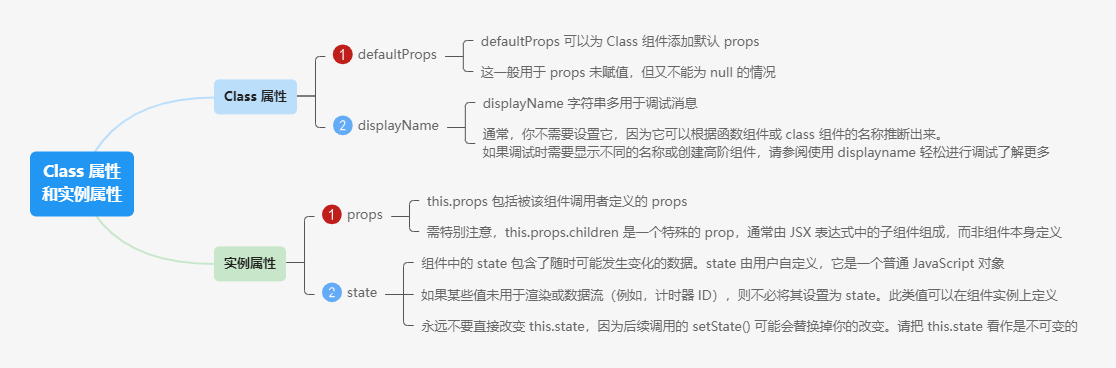 Class 属性
和实例属性
Class 属性
1 defaultProps
defaultProps 可以为 Class 组件添加默认 props
这一般用于 props 未赋值，但又不能为 null 的情况
2 displayName
displayName 字符串多用于调试消息
通常，你不需要设置它，因为它可以根据函数组件或 class 组件的名称推断出来。
如果调试时需要显示不同的名称或创建高阶组件，请参阅使用 displayname 轻松进行调试了解更多
实例属性
1 props
this.props 包括被该组件调用者定义的 props
需特别注意，this.props.children 是一个特殊的 prop，通常由 JSX 表达式中的子组件组成，而非组件本身定义
2 state
组件中的 state 包含了随时可能发生变化的数据。state 由用户自定义，它是一个普通 JavaScript 对象
如果某些值未用于渲染或数据流（例如，计时器 ID），则不必将其设置为 state。此类值可以在组件实例上定义
永远不要直接改变 this.state，因为后续调用的 setState() 可能会替换掉你的改变。请把 this.state 看作是不可变的